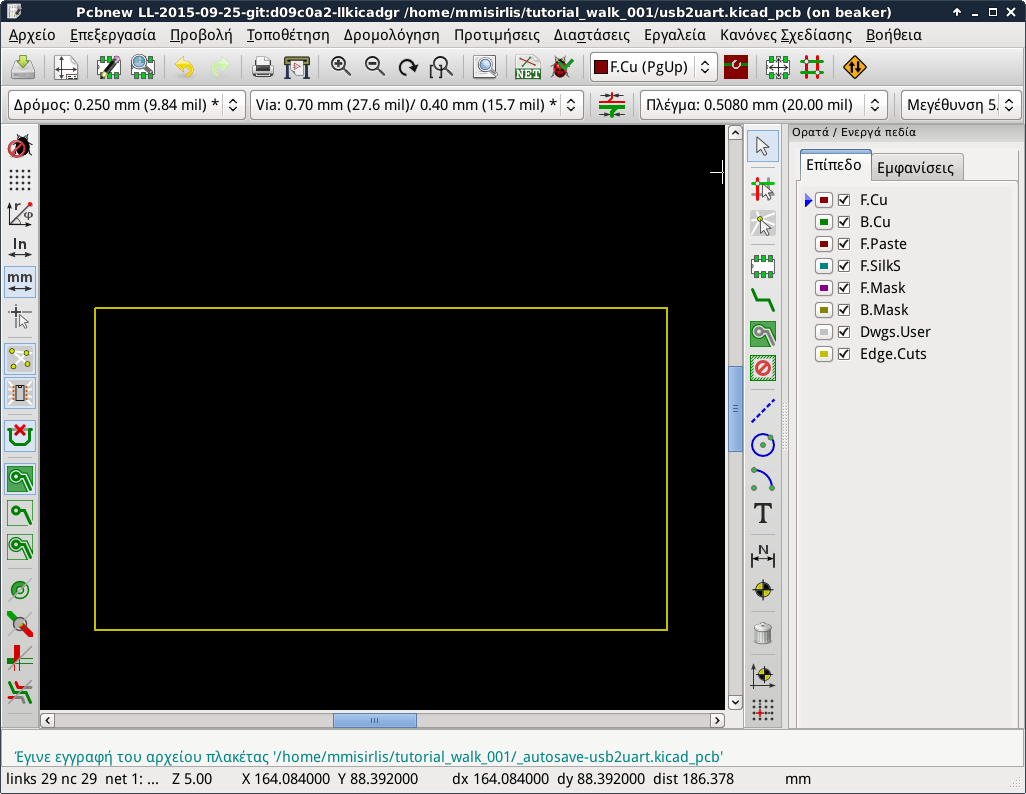 Pcbnew LL-2015-09-25-git:d09c0a2-llkicadgr /home/mmisirlis/tutorial_walk_001/usb2uart.kicad_pcb (on beaker)
Αρχείο Επεξεργασία Προβολή Τοποθέτηση Δρομολόγηση Προτιμήσεις Διαστάσεις Εργαλεία Κανόνες Σχεδίασης Βοήθεια
NET F.Cu (PgUp)
Δρόμος: 0.250 mm (9.84 mil) * Via: 0.70 mm (27.6 mil)/ 0.40 mm (15.7 mil) * Πλέγμα: 0.5080 mm (20.00 mil) Μεγέθυνση 5.
Ορατά / Ενεργά πεδία
Επίπεδο Εμφανίσεις
F.Cu
B.Cu
F.Paste
F.SilkS
F.Mask
B.Mask
Dwgs.User
Edge.Cuts
r φ
In
mm
T
N
Έγινε εγγραφή του αρχείου πλακέτας '/home/mmisirlis/tutorial_walk_001/_autosave-usb2uart.kicad_pcb'
links 29 nc 29 net 1: ... Z 5.00 X 164.084000 Y 88.392000 dx 164.084000 dy 88.392000 dist 186.378 mm